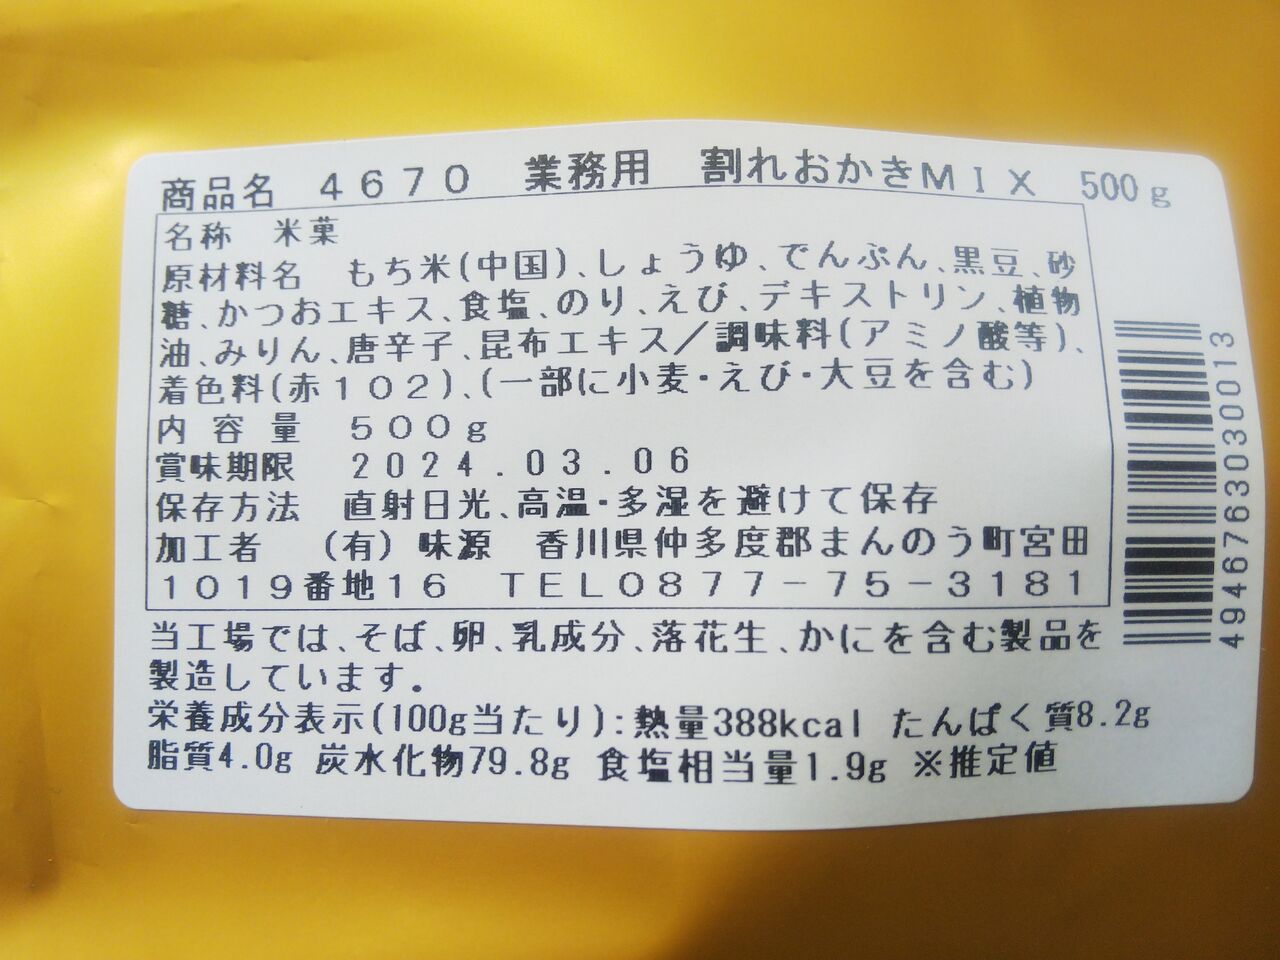 商品名　4670　業務用　割れおかきMIX　500g
名称　米菓
原材料名　もち米(中国)、しょうゆ、でんぷん、黒豆、砂
糖、かつおエキス、食塩、のり、えび、デキストリン、植物
油、みりん、唐辛子、昆布エキス／調味料(アミノ酸等)、
着色料(赤102)、(一部に小麦・えび・大豆を含む)
内容量　500g
賞味期限　2024.03.06
保存方法　直射日光、高温・多湿を避けて保存
加工者　(有)味源　香川県仲多度郡まんのう町宮田
1019番地16　TEL0877-75-3181
当工場では、そば、卵、乳成分、落花生、かにを含む製品を
製造しています。
栄養成分表示(100g当たり):熱量388kcal たんぱく質8.2g
脂質4.0g 炭水化物79.8g 食塩相当量1.9g ※推定値
4946763030013